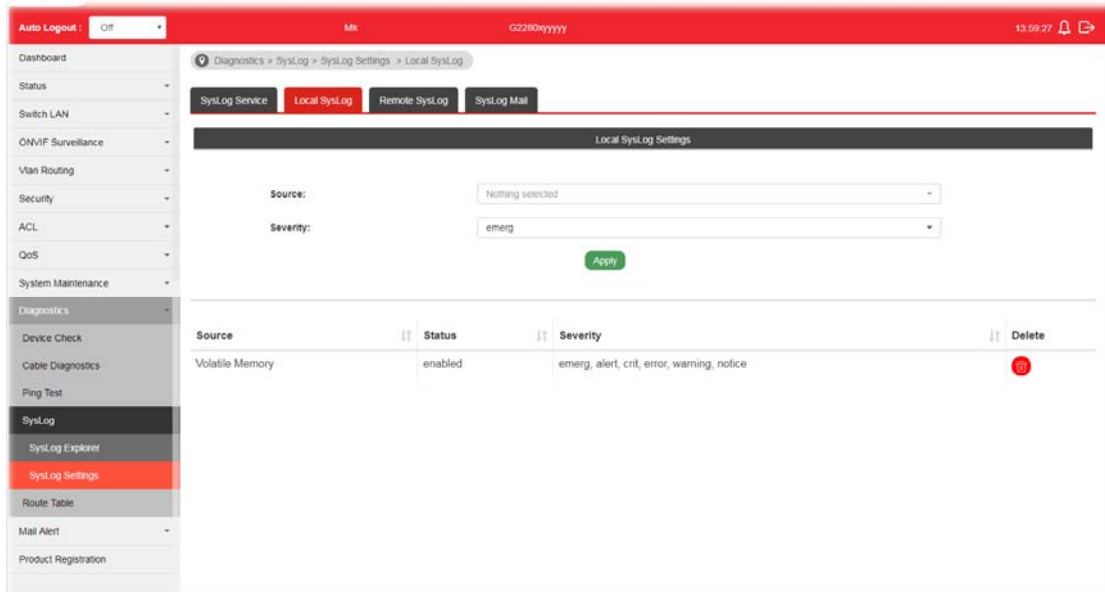 Auto Logout : Off Mk G2280xyyyy 13:59:27
Dashboard
Status
Switch LAN
ONVIF Surveillance
Vlan Routing
Security
ACL
QoS
System Maintenance
Diagnostics
Device Check
Cable Diagnostics
Ping Test
SysLog
SysLog Explorer
SysLog Settings
Route Table
Mail Alert
Product Registration
Diagnostics > SysLog > SysLog Settings > Local SysLog
SysLog Service Local SysLog Remote SysLog SysLog Mail
Local SysLog Settings
Source: Nothing selected
Severity: emerg
Apply
Source Status Severity Delete
Volatile Memory enabled emerg, alert, crit, error, warning, notice